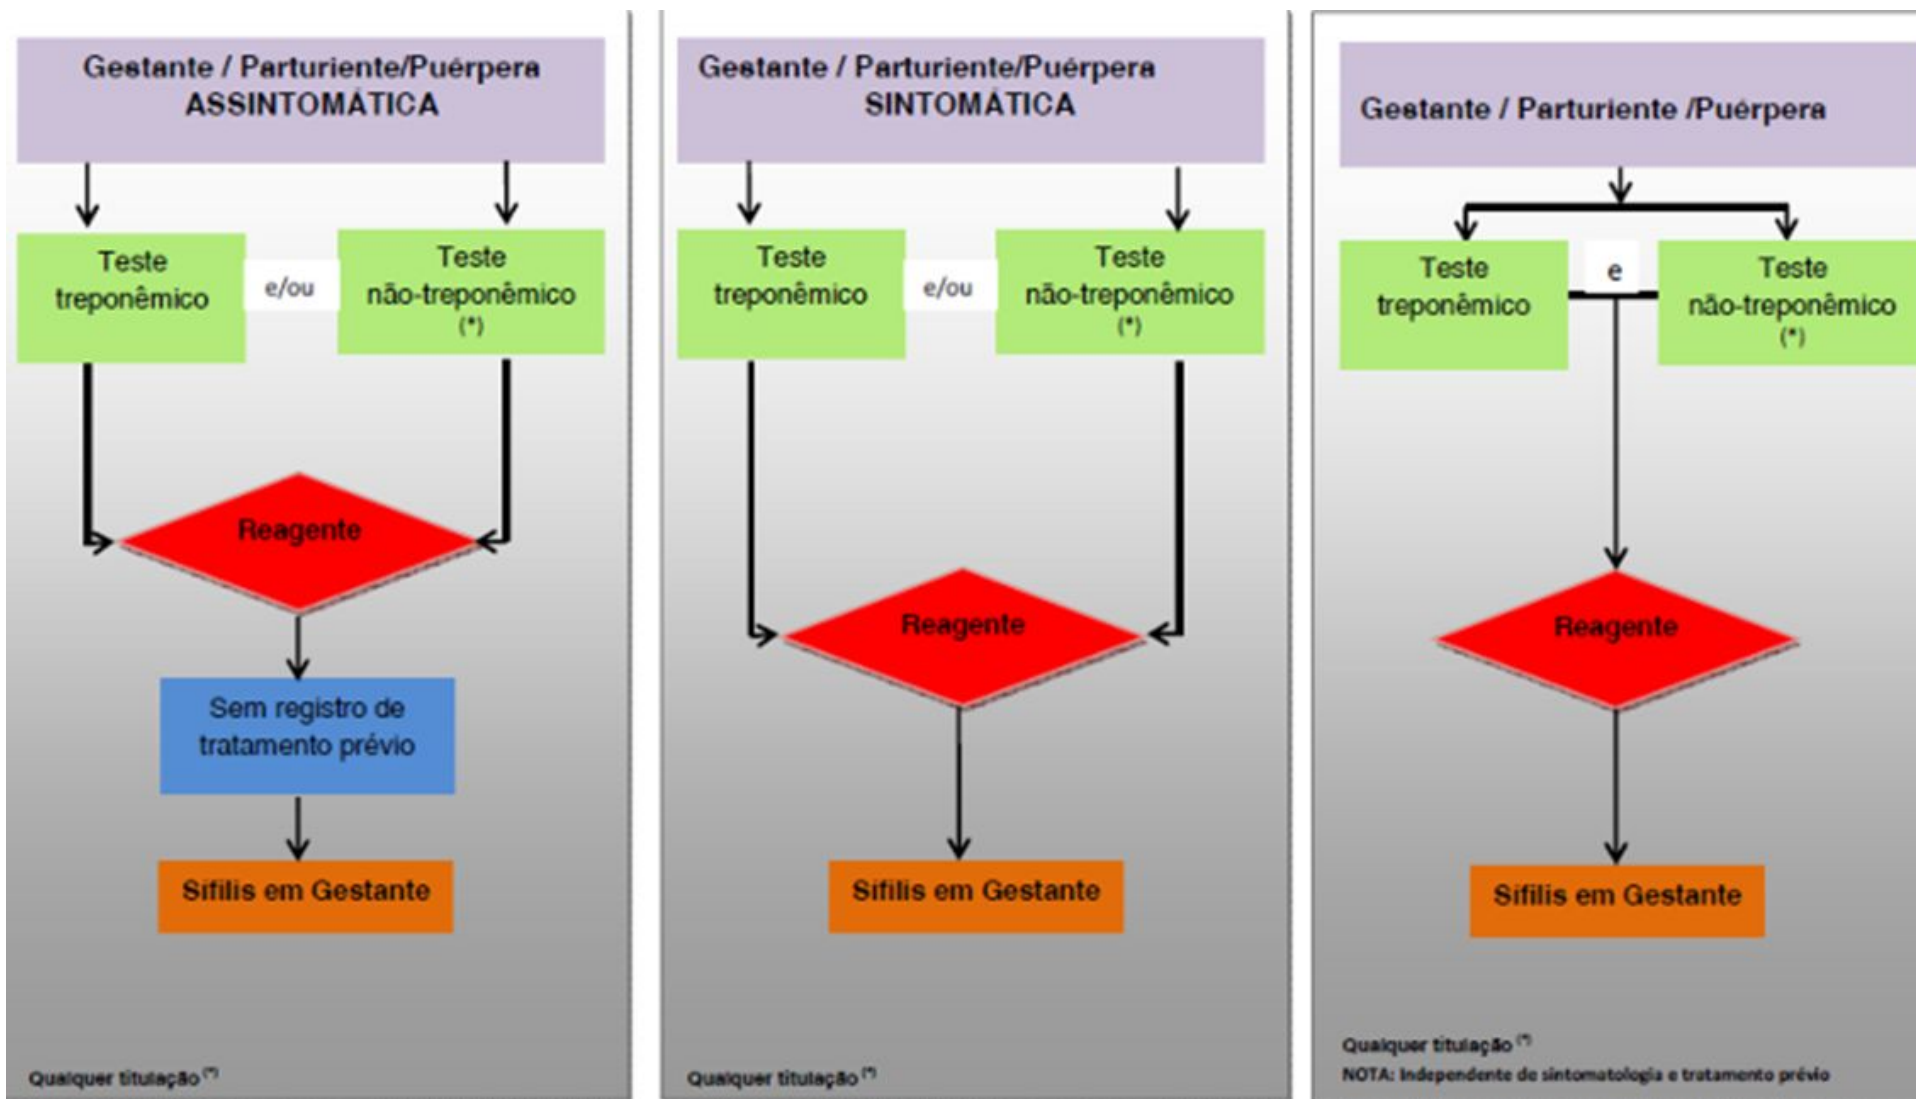 Gestante / Parturiente/Puérpera
ASSINTOMÁTICA
Teste
treponêmico
e/ou
Teste
não-treponêmico
(*)
Reagente
Sem registro de
tratamento prévio
Sífilis em Gestante
Qualquer titulação (*)
Gestante / Parturiente/Puérpera
SINTOMÁTICA
Teste
treponêmico
e/ou
Teste
não-treponêmico
(*)
Reagente
Sífilis em Gestante
Qualquer titulação (*)
Gestante / Parturiente /Puérpera
Teste
treponêmico
e
Teste
não-treponêmico
(*)
Reagente
Sífilis em Gestante
Qualquer titulação (*)
NOTA: Independente de sintomatologia e tratamento prévio